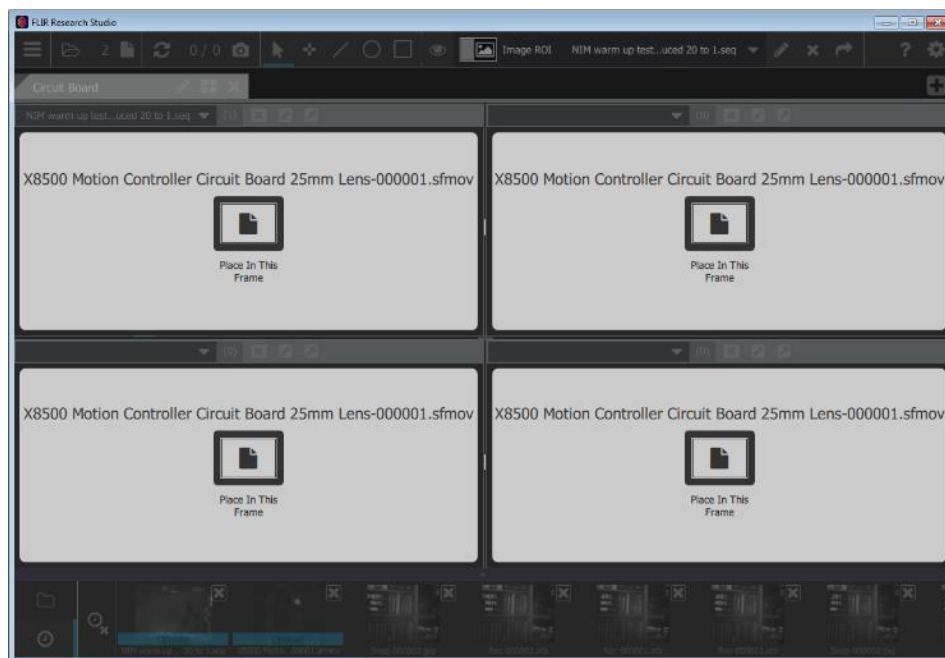 FLIR Research Studio
2
0 / 0
Image ROI
NIM warm up test...uced 20 to 1.seq
?
Circuit Board
NIM warm up test...uced 20 to 1.seq
(1)
(0)
X8500 Motion Controller Circuit Board 25mm Lens-000001.sfmov
Place In This
Frame
X8500 Motion Controller Circuit Board 25mm Lens-000001.sfmov
Place In This
Frame
(0)
(0)
X8500 Motion Controller Circuit Board 25mm Lens-000001.sfmov
Place In This
Frame
X8500 Motion Controller Circuit Board 25mm Lens-000001.sfmov
Place In This
Frame